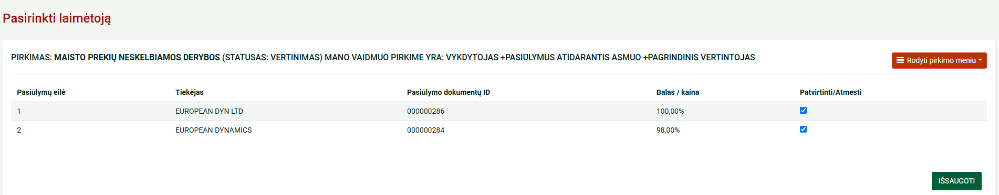 Pasirinkti laimėtoją
PIRKIMAS: MAISTO PREKIŲ NESKELBIAMOS DERYBOS (STATUSAS: VERTINIMAS) MANO VAIDMUO PIRKIME YRA: VYKDYTOJAS +PASIŪLYMUS ATIDARANTIS ASMUO +PAGRINDINIS VERTINTOJAS
Rodyti pirkimo meniu
Pasiūlymų eilė Tiekėjas Pasiūlymo dokumentų ID Balas / kaina Patvirtinti/Atmesti
1 EUROPEAN DYN LTD 000000286 100,00%
2 EUROPEAN DYNAMICS 000000284 98,00%
IŠSAUGOTI